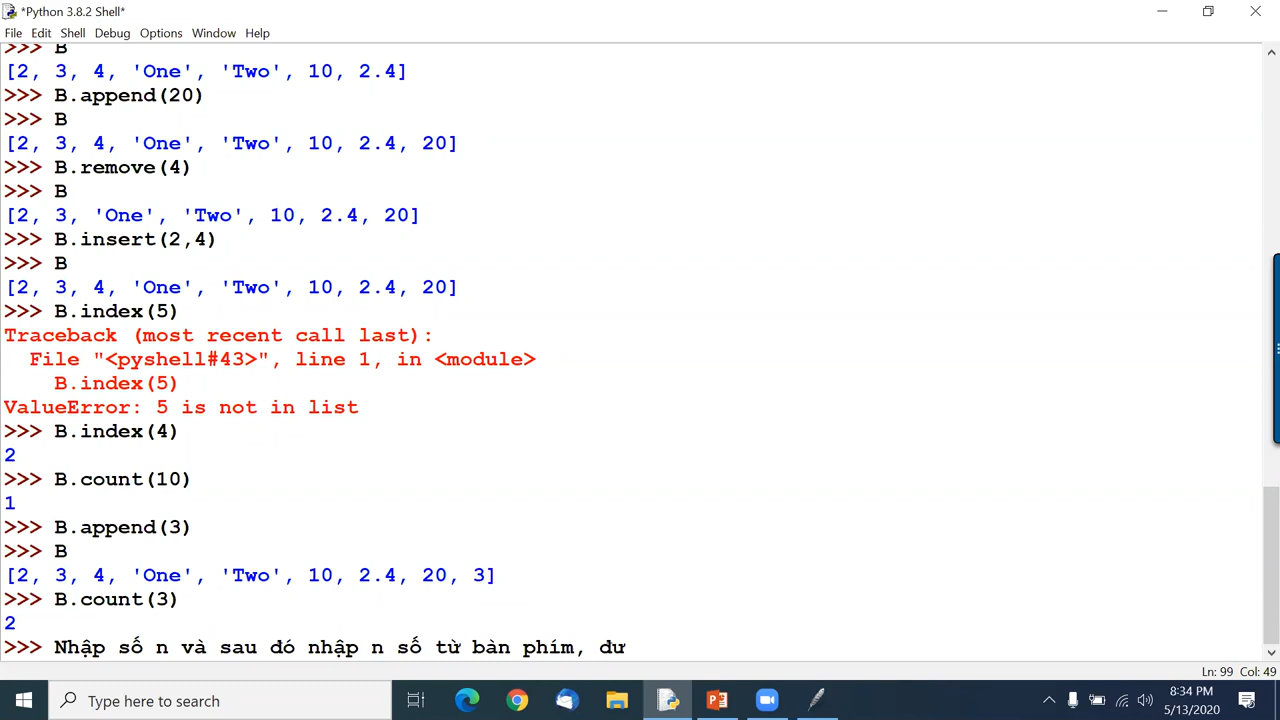 *Python 3.8.2 Shell*
File Edit Shell Debug Options Window Help
>>> B
[2, 3, 4, 'One', 'Two', 10, 2.4]
>>> B.append(20)
>>> B
[2, 3, 4, 'One', 'Two', 10, 2.4, 20]
>>> B.remove(4)
>>> B
[2, 3, 'One', 'Two', 10, 2.4, 20]
>>> B.insert(2,4)
>>> B
[2, 3, 4, 'One', 'Two', 10, 2.4, 20]
>>> B.index(5)
Traceback (most recent call last):
  File "<pyshell#43>", line 1, in <module>
    B.index(5)
ValueError: 5 is not in list
>>> B.index(4)
2
>>> B.count(10)
1
>>> B.append(3)
>>> B
[2, 3, 4, 'One', 'Two', 10, 2.4, 20, 3]
>>> B.count(3)
2
>>> Nhập số n và sau đó nhập n số từ bàn phím, đư
Ln: 99 Col: 49
Type here to search
8:34 PM
5/13/2020